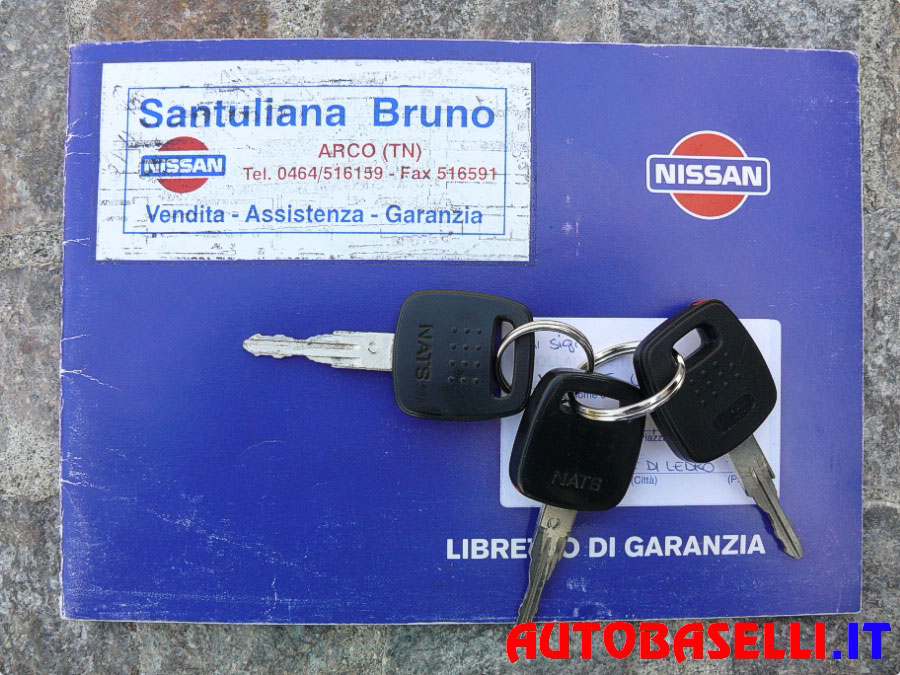 Santuliana Bruno
NISSAN
ARCO (TN)
Tel. 0464/516159 - Fax 516591
Vendita - Assistenza - Garanzia
NISSAN
NATS
NATS
DI LEDRO
(Città)
(P.
DI GARANZIA
AUTOBASELLI.IT